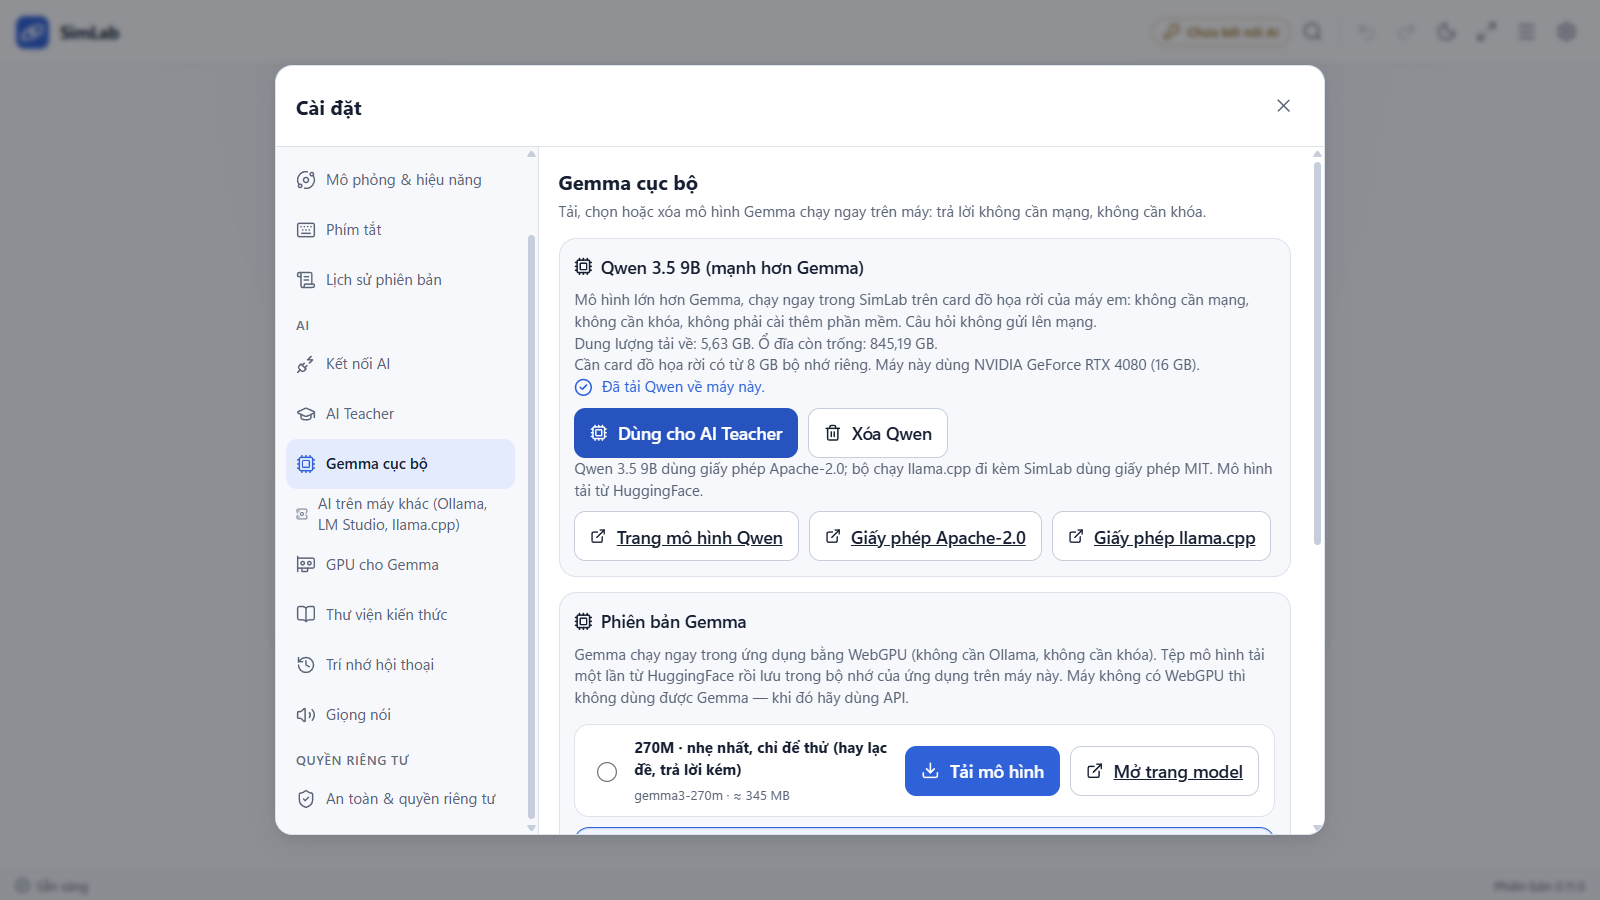 SimLab
Chưa kết nối AI
Cài đặt
Mô phỏng & hiệu năng
Phím tắt
Lịch sử phiên bản
AI
Kết nối AI
AI Teacher
Gemma cục bộ
AI trên máy khác (Ollama,
LM Studio, llama.cpp)
GPU cho Gemma
Thư viện kiến thức
Trí nhớ hội thoại
Giọng nói
QUYỀN RIÊNG TƯ
An toàn & quyền riêng tư
Gemma cục bộ
Tải, chọn hoặc xóa mô hình Gemma chạy ngay trên máy: trả lời không cần mạng, không cần khóa.
Qwen 3.5 9B (mạnh hơn Gemma)
Mô hình lớn hơn Gemma, chạy ngay trong SimLab trên card đồ họa rời của máy em: không cần mạng,
không cần khóa, không phải cài thêm phần mềm. Câu hỏi không gửi lên mạng.
Dung lượng tải về: 5,63 GB. Ổ đĩa còn trống: 845,19 GB.
Cần card đồ họa rời có từ 8 GB bộ nhớ riêng. Máy này dùng NVIDIA GeForce RTX 4080 (16 GB).
Đã tải Qwen về máy này.
Dùng cho AI Teacher
Xóa Qwen
Qwen 3.5 9B dùng giấy phép Apache-2.0; bộ chạy llama.cpp đi kèm SimLab dùng giấy phép MIT. Mô hình
tải từ HuggingFace.
Trang mô hình Qwen
Giấy phép Apache-2.0
Giấy phép llama.cpp
Phiên bản Gemma
Gemma chạy ngay trong ứng dụng bằng WebGPU (không cần Ollama, không cần khóa). Tệp mô hình tải
một lần từ HuggingFace rồi lưu trong bộ nhớ của ứng dụng trên máy này. Máy không có WebGPU thì
không dùng được Gemma — khi đó hãy dùng API.
270M · nhẹ nhất, chỉ để thử (hay lạc
đề, trả lời kém)
gemma3-270m · ≈ 345 MB
Tải mô hình
Mở trang model
Sẵn sàng